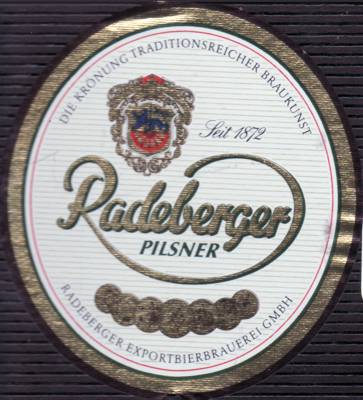 DIE KRÖNUNG TRADITIONSREICHER BRAUKUNST
Seit 1872
Radeberger
PILSNER
RADEBERGER EXPORTBIERBRAUEREI GMBH